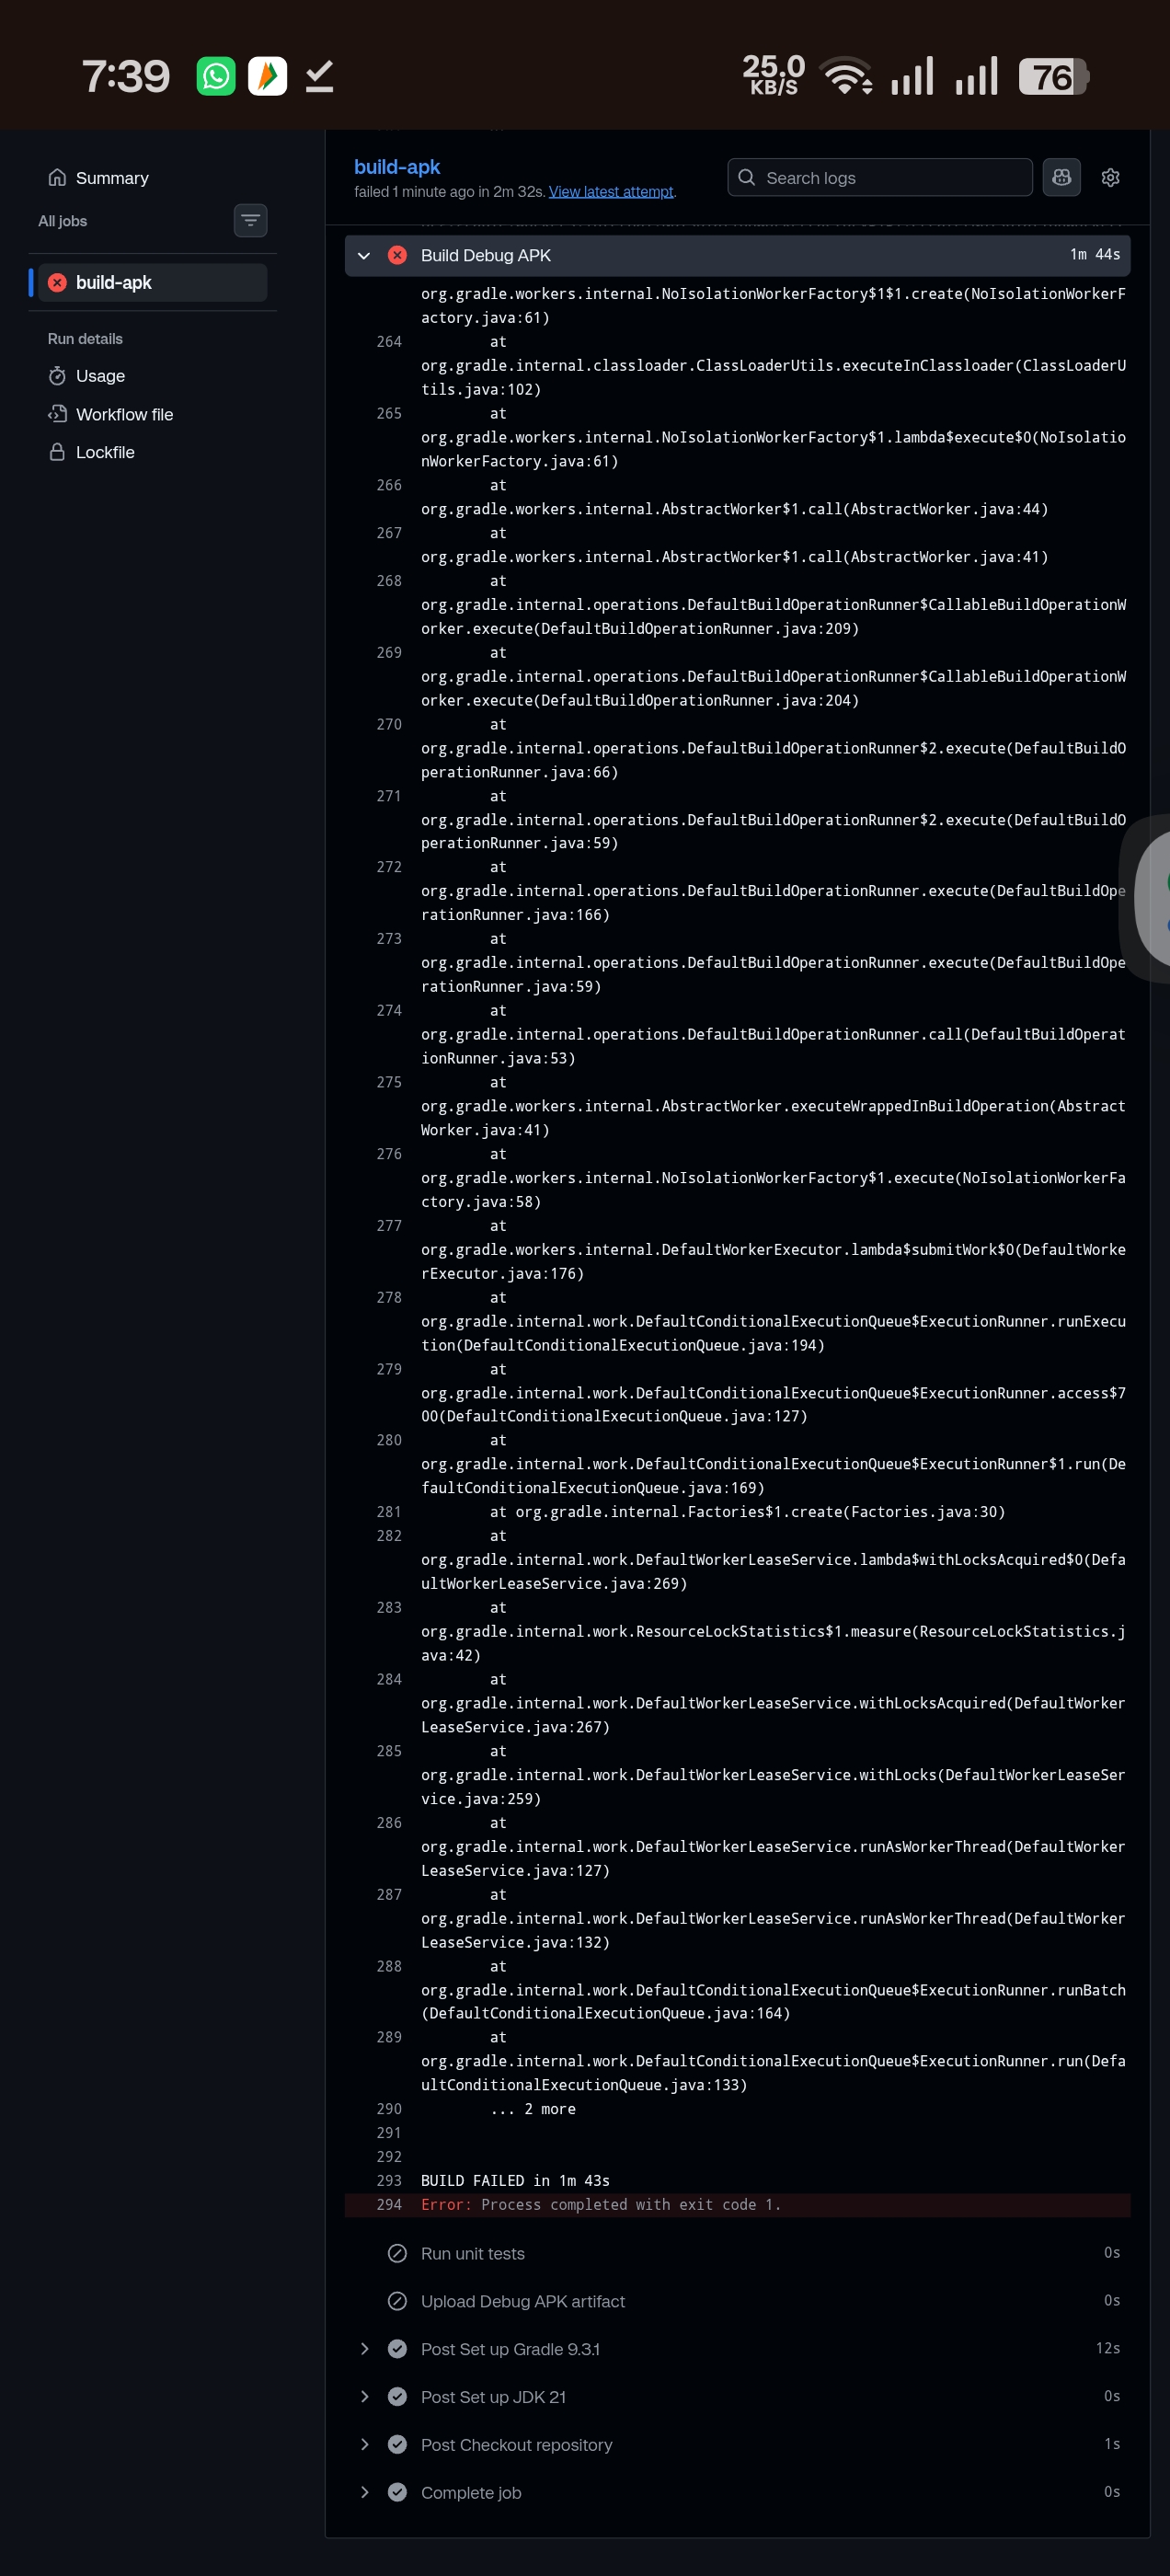 7:39
25.0
KB/S
76
Summary
All jobs
build-apk
Run details
Usage
Workflow file
Lockfile
build-apk
failed 1 minute ago in 2m 32s. View latest attempt.
Search logs
Build Debug APK 1m 44s
org.gradle.workers.internal.NoIsolationWorkerFactory$1$1.create(NoIsolationWorkerF
actory.java:61)
264 at
org.gradle.internal.classloader.ClassLoaderUtils.executeInClassloader(ClassLoaderU
tils.java:102)
265 at
org.gradle.workers.internal.NoIsolationWorkerFactory$1.lambda$execute$0(NoIsolatio
nWorkerFactory.java:61)
266 at
org.gradle.workers.internal.AbstractWorker$1.call(AbstractWorker.java:44)
267 at
org.gradle.workers.internal.AbstractWorker$1.call(AbstractWorker.java:41)
268 at
org.gradle.internal.operations.DefaultBuildOperationRunner$CallableBuildOperationW
orker.execute(DefaultBuildOperationRunner.java:209)
269 at
org.gradle.internal.operations.DefaultBuildOperationRunner$CallableBuildOperationW
orker.execute(DefaultBuildOperationRunner.java:204)
270 at
org.gradle.internal.operations.DefaultBuildOperationRunner$2.execute(DefaultBuildO
perationRunner.java:66)
271 at
org.gradle.internal.operations.DefaultBuildOperationRunner$2.execute(DefaultBuildO
perationRunner.java:59)
272 at
org.gradle.internal.operations.DefaultBuildOperationRunner.execute(DefaultBuildOpe
rationRunner.java:166)
273 at
org.gradle.internal.operations.DefaultBuildOperationRunner.execute(DefaultBuildOpe
rationRunner.java:59)
274 at
org.gradle.internal.operations.DefaultBuildOperationRunner.call(DefaultBuildOperat
ionRunner.java:53)
275 at
org.gradle.workers.internal.AbstractWorker.executeWrappedInBuildOperation(Abstract
Worker.java:41)
276 at
org.gradle.workers.internal.NoIsolationWorkerFactory$1.execute(NoIsolationWorkerFa
ctory.java:58)
277 at
org.gradle.workers.internal.DefaultWorkerExecutor.lambda$submitWork$0(DefaultWorke
rExecutor.java:176)
278 at
org.gradle.internal.work.DefaultConditionalExecutionQueue$ExecutionRunner.runExecu
tion(DefaultConditionalExecutionQueue.java:194)
279 at
org.gradle.internal.work.DefaultConditionalExecutionQueue$ExecutionRunner.access$7
00(DefaultConditionalExecutionQueue.java:127)
280 at
org.gradle.internal.work.DefaultConditionalExecutionQueue$ExecutionRunner$1.run(De
faultConditionalExecutionQueue.java:169)
281 at org.gradle.internal.Factories$1.create(Factories.java:30)
282 at
org.gradle.internal.work.DefaultWorkerLeaseService.lambda$withLocksAcquired$0(Defa
ultWorkerLeaseService.java:269)
283 at
org.gradle.internal.work.ResourceLockStatistics$1.measure(ResourceLockStatistics.j
ava:42)
284 at
org.gradle.internal.work.DefaultWorkerLeaseService.withLocksAcquired(DefaultWorker
LeaseService.java:267)
285 at
org.gradle.internal.work.DefaultWorkerLeaseService.withLocks(DefaultWorkerLeaseSer
vice.java:259)
286 at
org.gradle.internal.work.DefaultWorkerLeaseService.runAsWorkerThread(DefaultWorker
LeaseService.java:127)
287 at
org.gradle.internal.work.DefaultWorkerLeaseService.runAsWorkerThread(DefaultWorker
LeaseService.java:132)
288 at
org.gradle.internal.work.DefaultConditionalExecutionQueue$ExecutionRunner.runBatch
(DefaultConditionalExecutionQueue.java:164)
289 at
org.gradle.internal.work.DefaultConditionalExecutionQueue$ExecutionRunner.run(Defa
ultConditionalExecutionQueue.java:133)
290 ... 2 more
291
292
293 BUILD FAILED in 1m 43s
294 Error: Process completed with exit code 1.
Run unit tests 0s
Upload Debug APK artifact 0s
Post Set up Gradle 9.3.1 12s
Post Set up JDK 21 0s
Post Checkout repository 1s
Complete job 0s